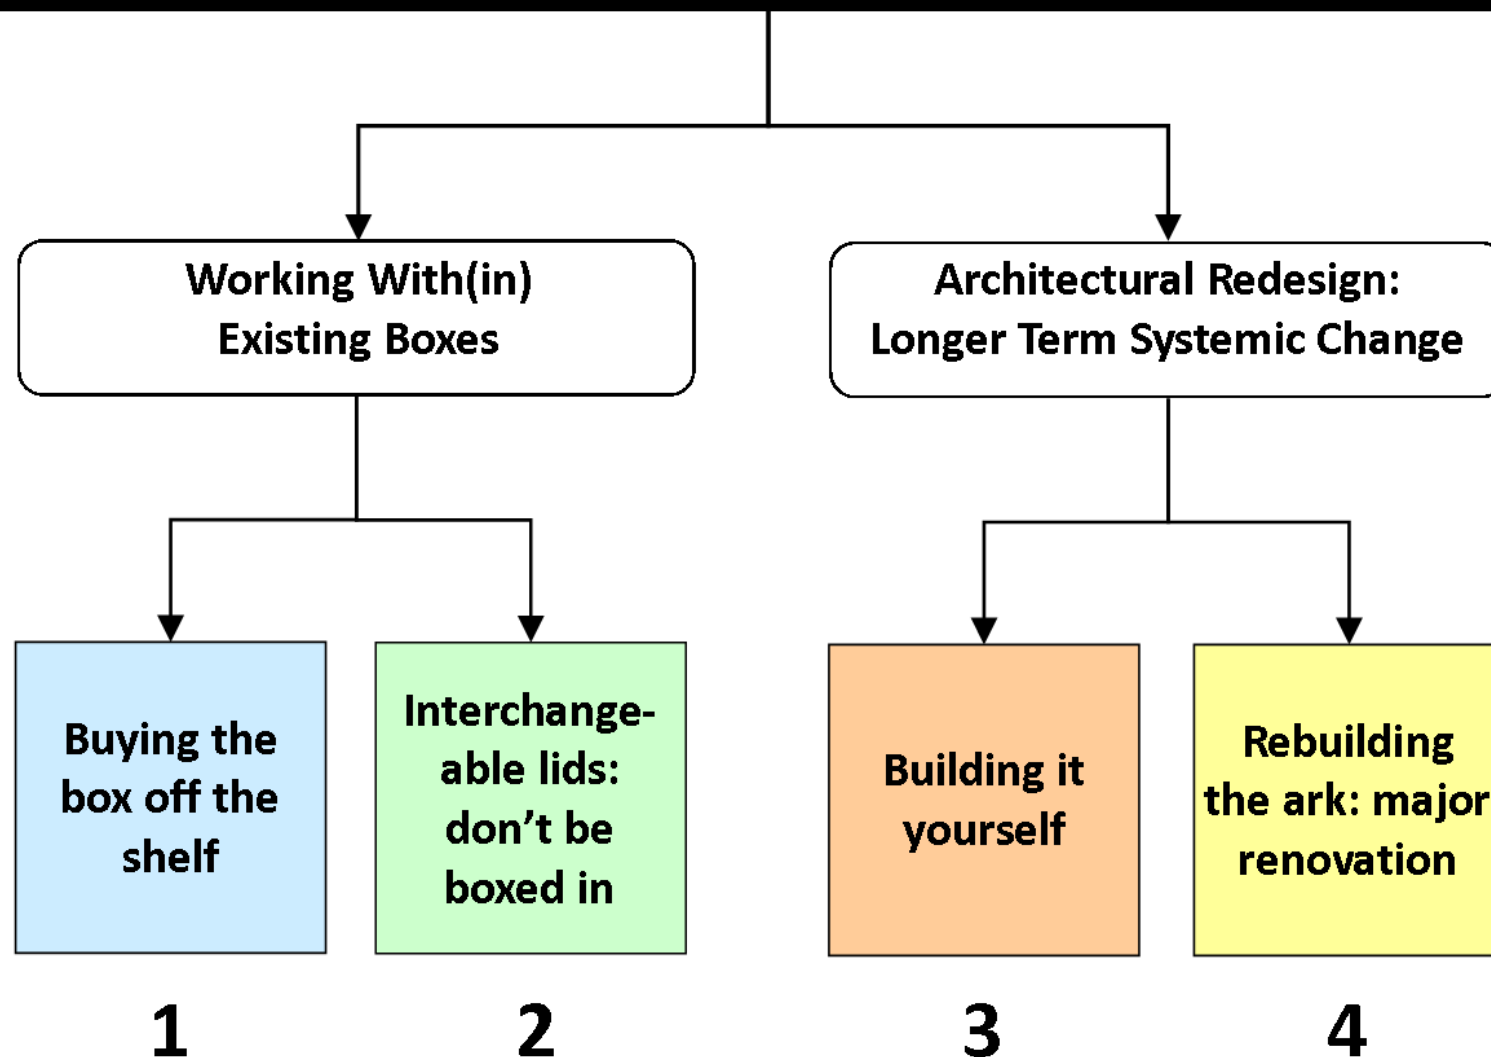 Working With(in)
Existing Boxes
Architectural Redesign:
Longer Term Systemic Change
Buying the
box off the
shelf
Interchange-
able lids:
don’t be
boxed in
Building it
yourself
Rebuilding
the ark: major
renovation
1
2
3
4